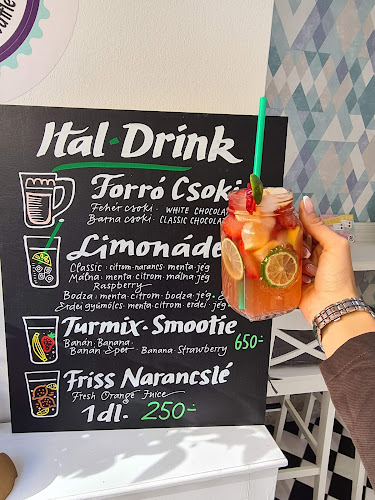 Ital·Drink
Forró Csoki
Fehér csoki · WHITE CHOCOLA
Barna csoki · CLASSIC CHOCOLA
Limonáde
Classic · citrom · narancs · menta · jég
Málna · menta · citrom · málna · jég
Raspberry
Bodza · menta · citrom · bodza · jég
Erdei gyümölcs · menta · citrom · erdei · jég
Turmix · Smootie
Banán · Banana
Banán Eper · Banana · Strawberry 650.-
Friss Narancslé
Fresh Orange Juice
1dl. 250.-